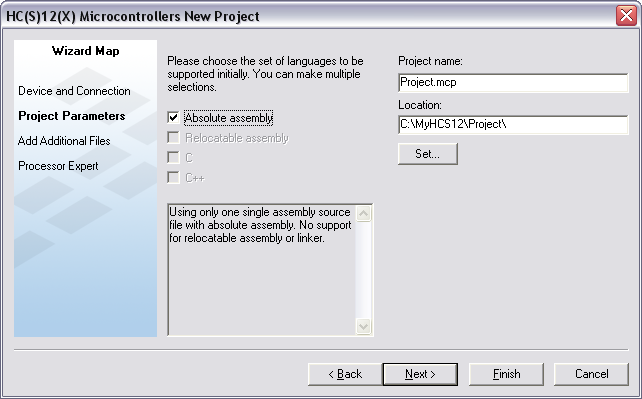 HC(S)12(X) Microcontrollers New Project
Wizard Map
Device and Connection
Project Parameters
Add Additional Files
Processor Expert
Please choose the set of languages to be
supported initially. You can make multiple
selections.
Absolute assembly
Relocatable assembly
C
C++
Using only one single assembly source
file with absolute assembly. No support
for relocatable assembly or linker.
Project name:
Project.mcp
Location:
C:\MyHCS12\Project\
Set...
< Back
Next >
Finish
Cancel